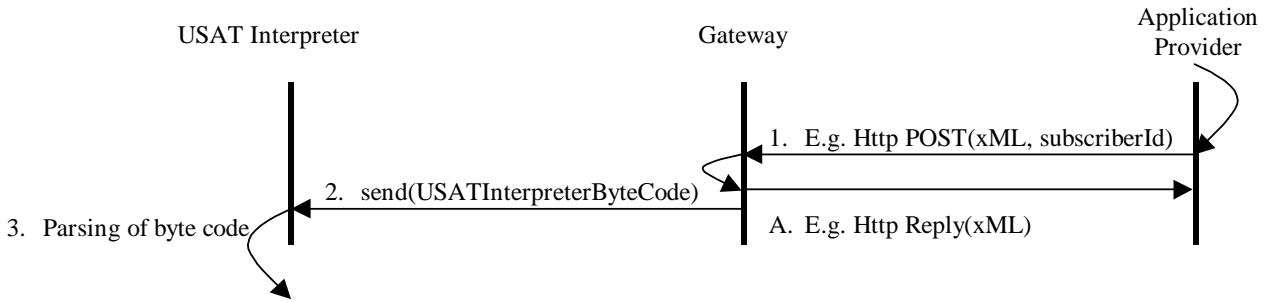 Application
Provider
USAT Interpreter
Gateway
1. E.g. Http POST(xML, subscriberId)
2. send(USATInterpreterByteCode)
3. Parsing of byte code
A. E.g. Http Reply(xML)